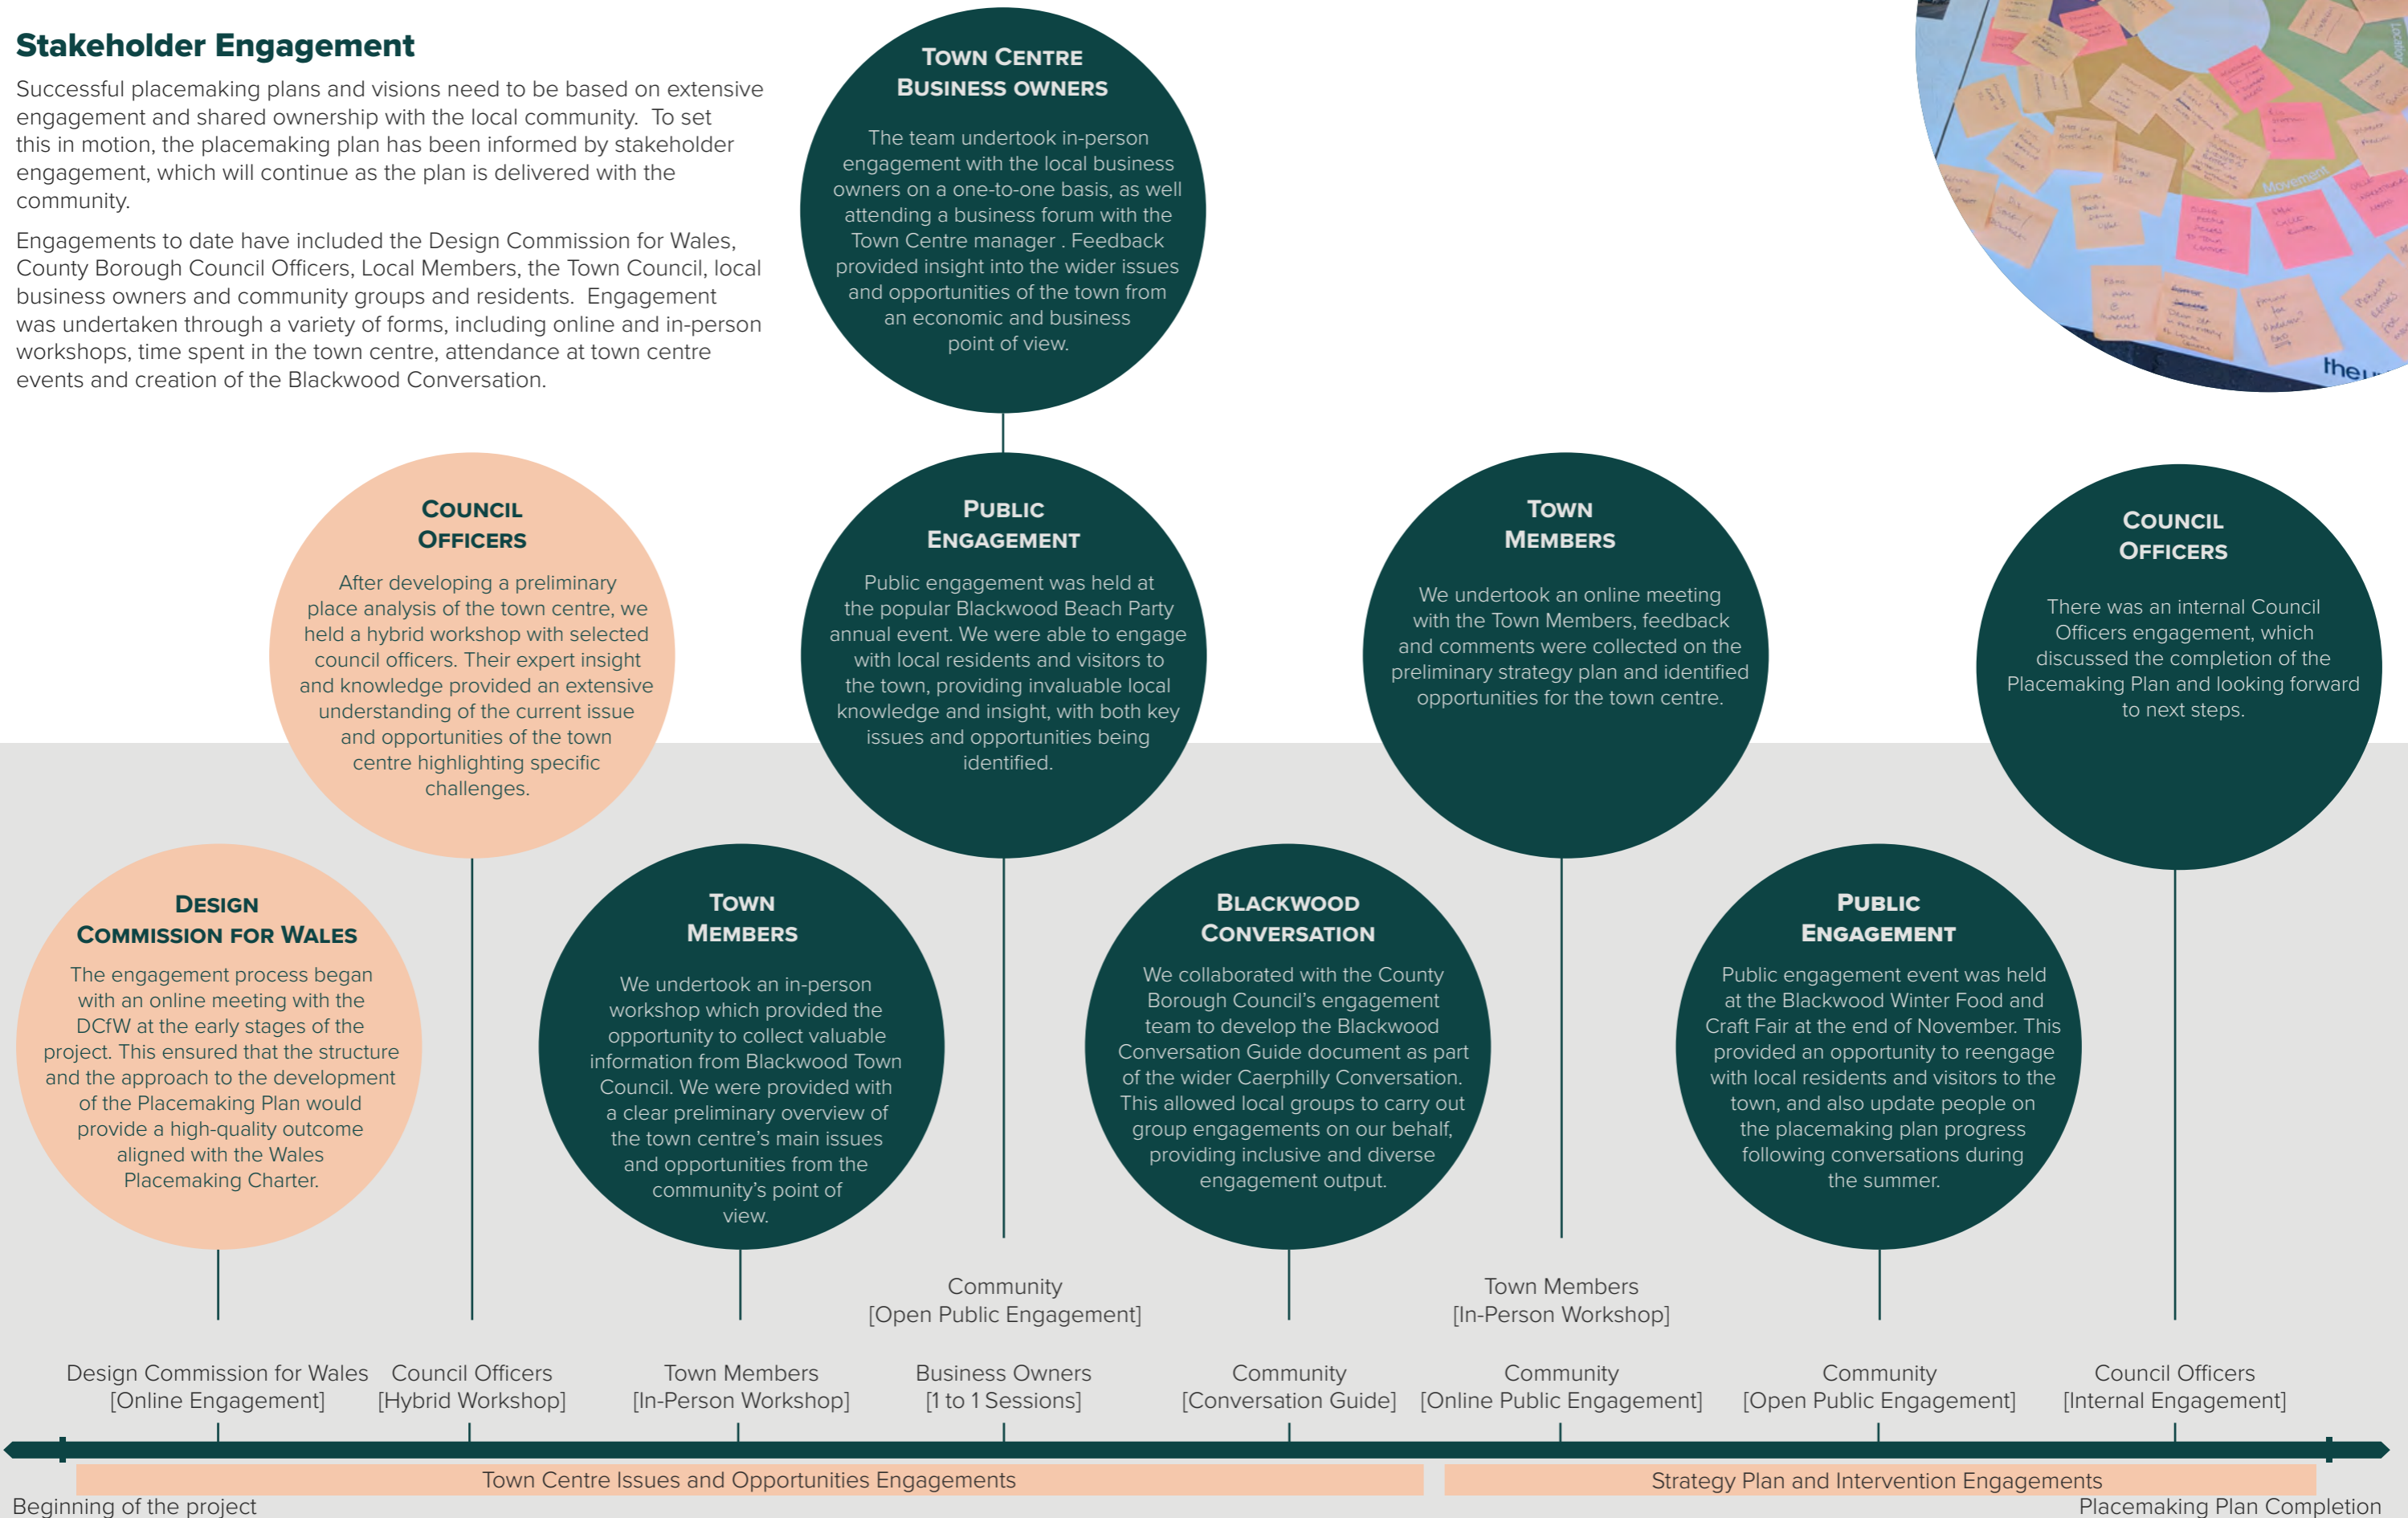 Stakeholder Engagement
Successful placemaking plans and visions need to be based on extensive
engagement and shared ownership with the local community.  To set
this in motion, the placemaking plan has been informed by stakeholder
engagement, which will continue as the plan is delivered with the
community.
Engagements to date have included the Design Commission for Wales,
County Borough Council Officers, Local Members, the Town Council, local
business owners and community groups and residents.  Engagement
was undertaken through a variety of forms, including online and in-person
workshops, time spent in the town centre, attendance at town centre
events and creation of the Blackwood Conversation.
Town Centre
Business owners
The team undertook in-person
engagement with the local business
owners on a one-to-one basis, as well
attending a business forum with the
Town Centre manager . Feedback
provided insight into the wider issues
and opportunities of the town from
an economic and business
point of view.
Movement
Council
Officers
After developing a preliminary
place analysis of the town centre, we
held a hybrid workshop with selected
council officers. Their expert insight
and knowledge provided an extensive
understanding of the current issue
and opportunities of the town
centre highlighting specific
challenges.
Public
Engagement
Public engagement was held at
the popular Blackwood Beach Party
annual event. We were able to engage
with local residents and visitors to
the town, providing invaluable local
knowledge and insight, with both key
issues and opportunities being
identified.
Town
Members
We undertook an online meeting
with the Town Members, feedback
and comments were collected on the
preliminary strategy plan and identified
opportunities for the town centre.
Council
Officers
There was an internal Council
Officers engagement, which
discussed the completion of the
Placemaking Plan and looking forward
to next steps.
Design
Commission for Wales
The engagement process began
with an online meeting with the
DCfW at the early stages of the
project. This ensured that the structure
and the approach to the development
of the Placemaking Plan would
provide a high-quality outcome
aligned with the Wales
Placemaking Charter.
Town
Members
We undertook an in-person
workshop which provided the
opportunity to collect valuable
information from Blackwood Town
Council. We were provided with
a clear preliminary overview of
the town centre's main issues
and opportunities from the
community's point of
view.
Blackwood
Conversation
We collaborated with the County
Borough Council's engagement
team to develop the Blackwood
Conversation Guide document as part
of the wider Caerphilly Conversation.
This allowed local groups to carry out
group engagements on our behalf,
providing inclusive and diverse
engagement output.
Public
Engagement
Public engagement event was held
at the Blackwood Winter Food and
Craft Fair at the end of November. This
provided an opportunity to reengage
with local residents and visitors to the
town, and also update people on
the placemaking plan progress
following conversations during
the summer.
Community
[Open Public Engagement]
Town Members
[In-Person Workshop]
Design Commission for Wales
[Online Engagement]
Council Officers
[Hybrid Workshop]
Town Members
[In-Person Workshop]
Business Owners
[1 to 1 Sessions]
Community
[Conversation Guide]
Community
[Online Public Engagement]
Community
[Open Public Engagement]
Council Officers
[Internal Engagement]
Town Centre Issues and Opportunities Engagements
Strategy Plan and Intervention Engagements
Beginning of the project
Placemaking Plan Completion